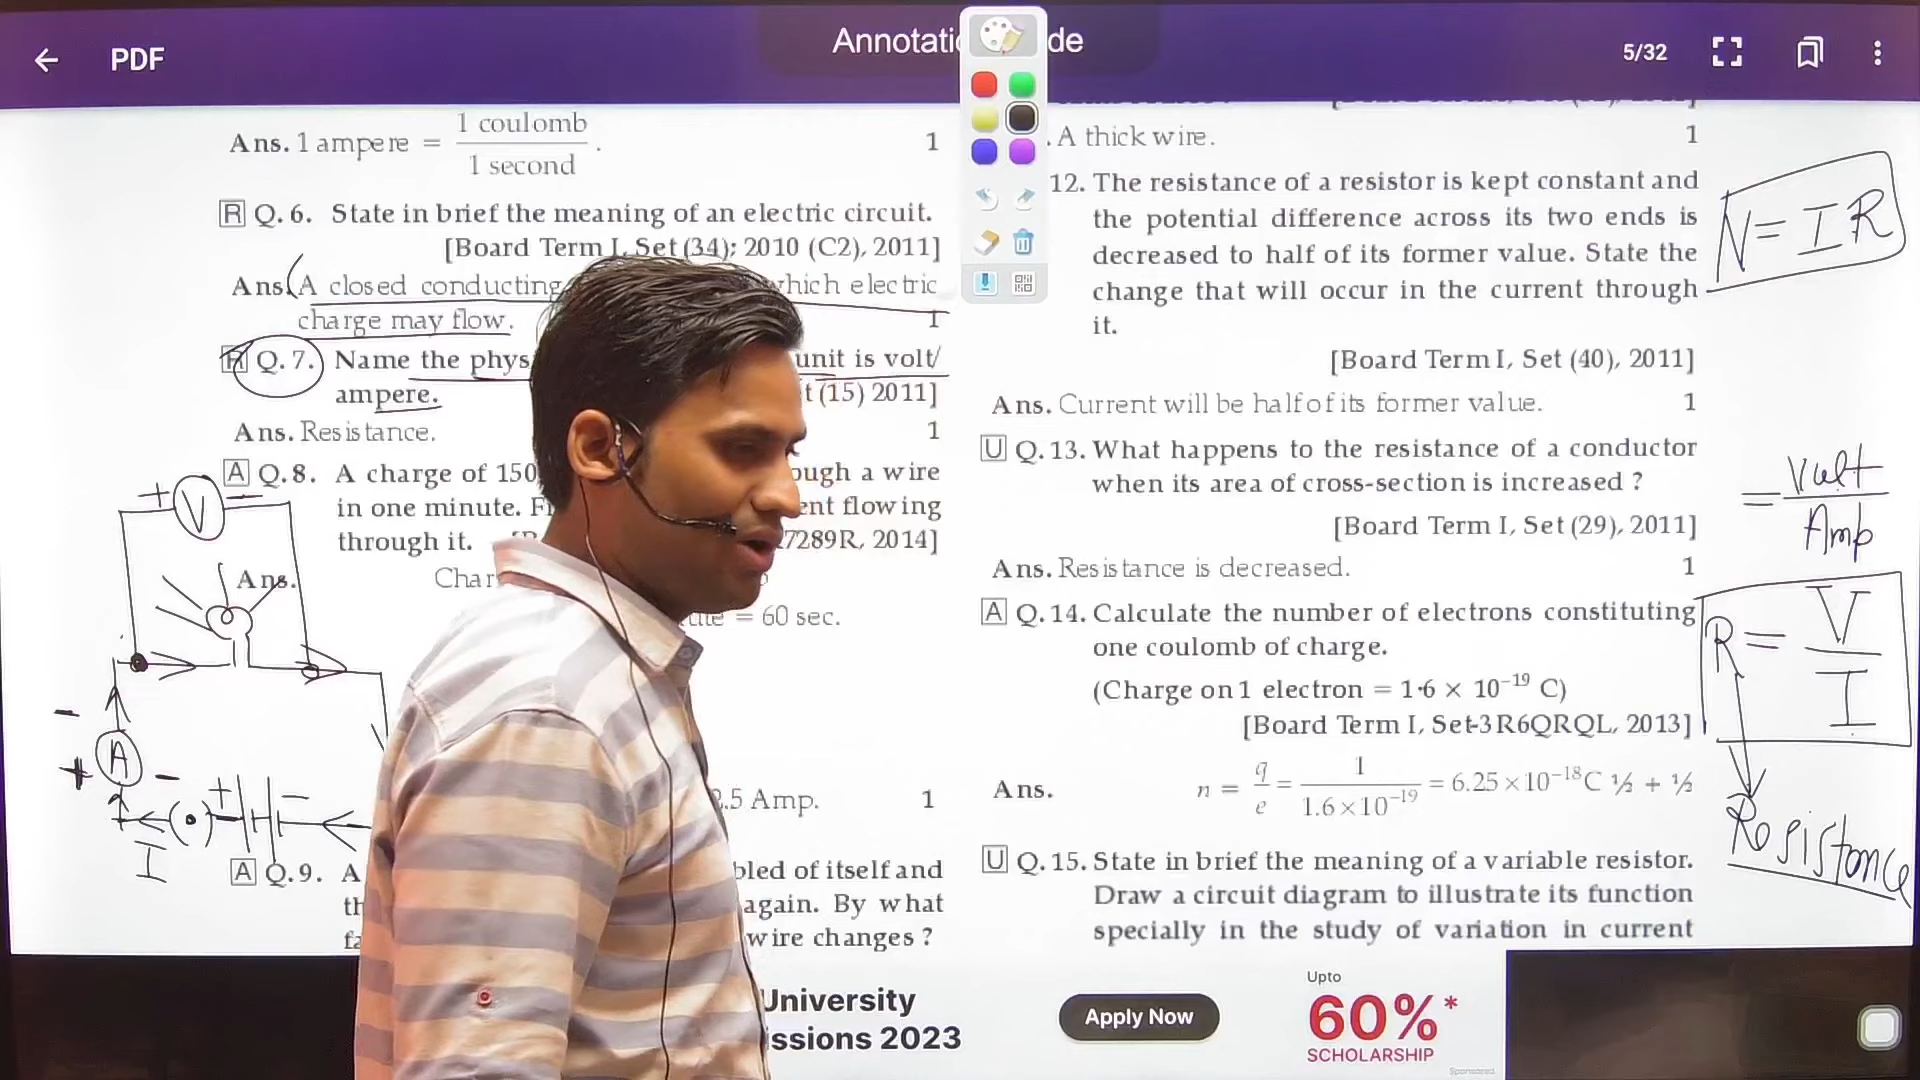 PDF
Annotati
de
5/32
Ans. 1 ampere = 1 coulomb / 1 second .
1
R Q. 6. State in brief the meaning of an electric circuit.
[Board Term I, Set (34); 2010 (C2), 2011]
Ans. A closed conducting which electric
charge may flow. 1
R Q. 7. Name the phys unit is volt/
ampere. t (15) 2011]
Ans. Resistance. 1
A Q.8. A charge of 150 ough a wire
in one minute. Fi ent flowing
through it. 7289R, 2014]
Ans. Char
= 60 sec.
2.5 Amp. 1
A Q.9. A bled of itself and
th again. By what
fa wire changes ?
+ V −
− A + −
+ −
I
. A thick wire. 1
12. The resistance of a resistor is kept constant and
the potential difference across its two ends is
decreased to half of its former value. State the
change that will occur in the current through
it.
[Board Term I, Set (40), 2011]
Ans. Current will be half of its former value. 1
U Q.13. What happens to the resistance of a conductor
when its area of cross-section is increased ?
[Board Term I, Set (29), 2011]
Ans. Resistance is decreased. 1
A Q.14. Calculate the number of electrons constituting
one coulomb of charge.
(Charge on 1 electron = 1·6 × 10⁻¹⁹ C)
[Board Term I, Set-3 R6QRQL, 2013]
Ans. n = q/e = 1 / 1.6×10⁻¹⁹ = 6.25×10⁻¹⁸C ½ + ½
U Q.15. State in brief the meaning of a variable resistor.
Draw a circuit diagram to illustrate its function
specially in the study of variation in current
V = IR
= Volt / Amp
R = V / I
Resistance
University
issions 2023
Apply Now
Upto
60%*
SCHOLARSHIP
Sponsored